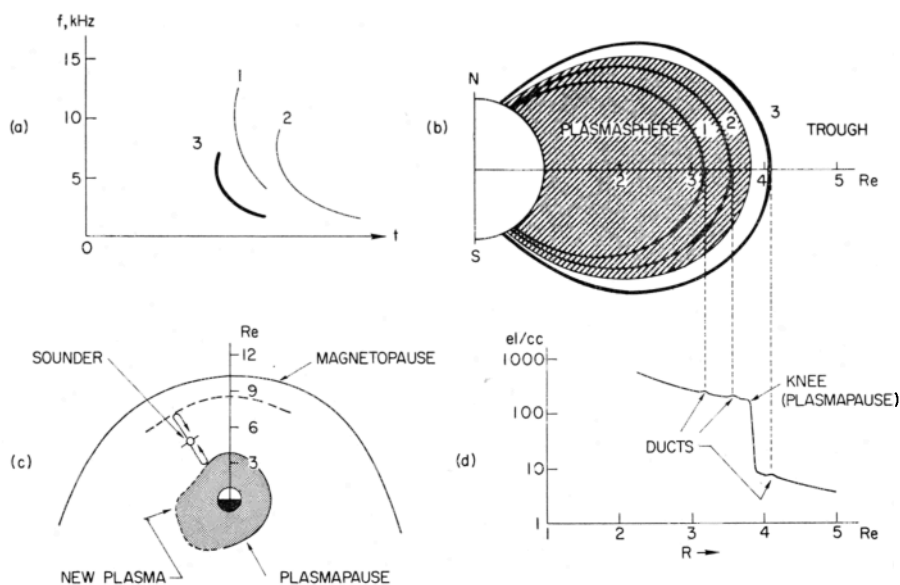 f, kHz
15
10
5
0
t
1
2
3
(a)
(b)
N
S
PLASMASPHERE
1
2
3
TROUGH
2
3
4
5
Re
(c)
Re
12
9
6
3
SOUNDER
MAGNETOPAUSE
NEW PLASMA
PLASMAPAUSE
(d)
el/cc
1000
100
10
1
KNEE
(PLASMAPAUSE)
DUCTS
1
2
3
4
5
Re
R →